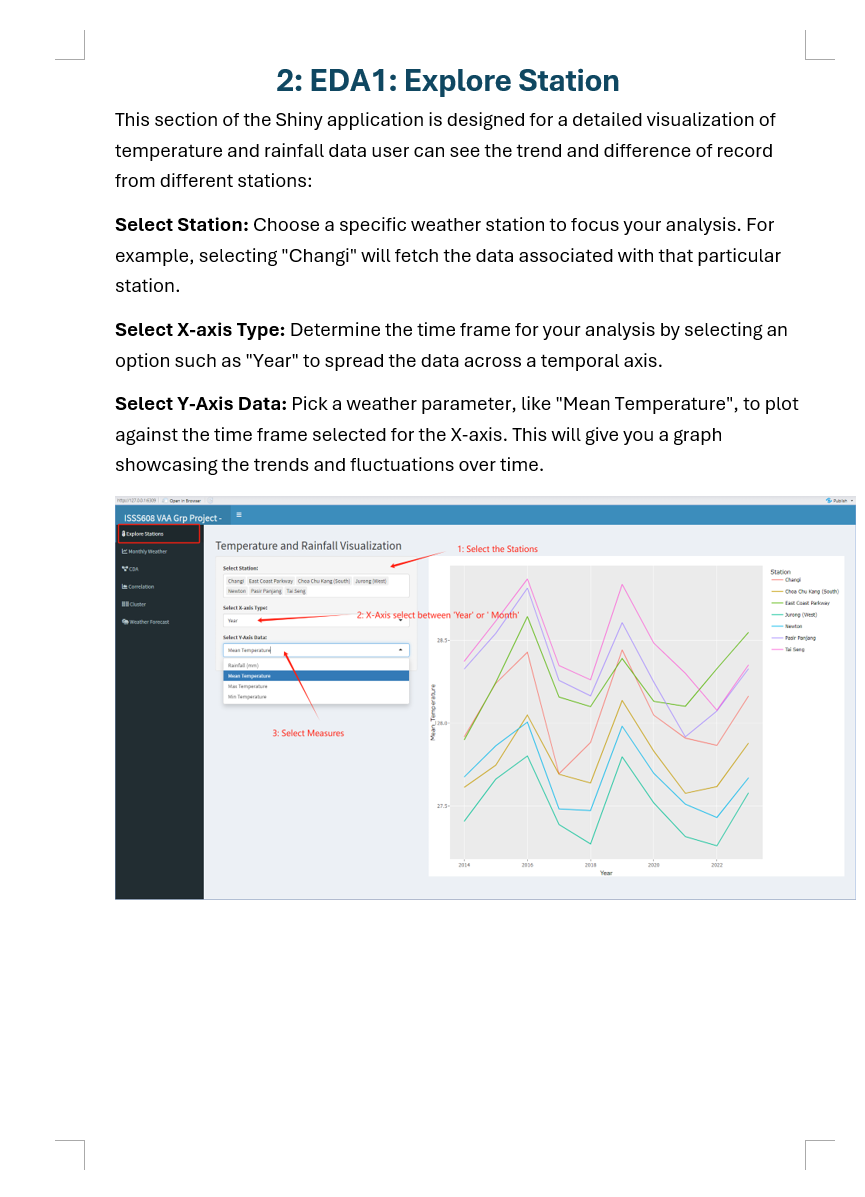 2: EDA1: Explore Station
This section of the Shiny application is designed for a detailed visualization of
temperature and rainfall data user can see the trend and difference of record
from different stations:
Select Station: Choose a specific weather station to focus your analysis. For
example, selecting "Changi" will fetch the data associated with that particular
station.
Select X-axis Type: Determine the time frame for your analysis by selecting an
option such as "Year" to spread the data across a temporal axis.
Select Y-Axis Data: Pick a weather parameter, like "Mean Temperature", to plot
against the time frame selected for the X-axis. This will give you a graph
showcasing the trends and fluctuations over time.
Open in Browser
Publish
ISSS608 VAA Grp Project -
Explore Stations
Monthly Weather
CDA
Correlation
Cluster
Weather Forecast
Temperature and Rainfall Visualization
1: Select the Stations
Select Station:
Changi East Coast Parkway Choa Chu Kang (South) Jurong (West)
Newton Pasir Panjang Tai Seng
Select X-axis Type:
Year
2: X-Axis select between 'Year' or ' Month'
Select Y-Axis Data:
Mean Temperature
Rainfall (mm)
Mean Temperature
Max Temperature
Min Temperature
3: Select Measures
Mean_Temperature
28.5
28.0
27.5
2014 2016 2018 2020 2022
Year
Station
Changi
Choa Chu Kang (South)
East Coast Parkway
Jurong (West)
Newton
Pasir Panjang
Tai Seng